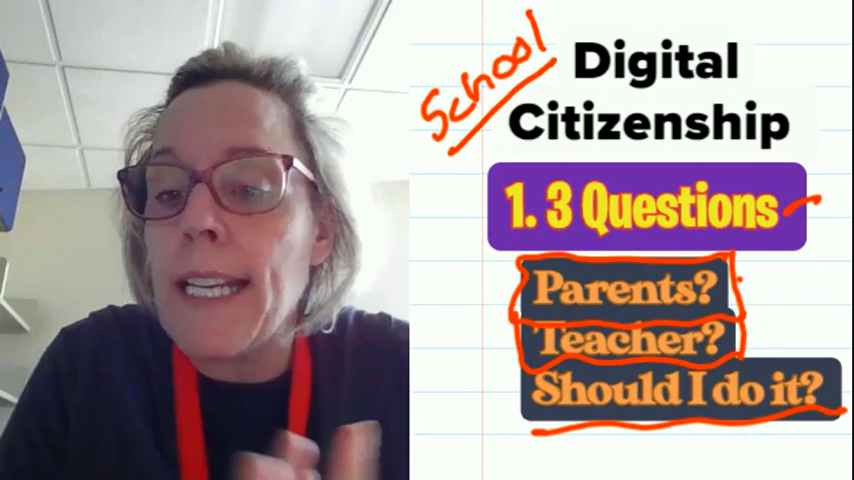 School
Digital
Citizenship
1. 3 Questions
Parents?
Teacher?
Should I do it?